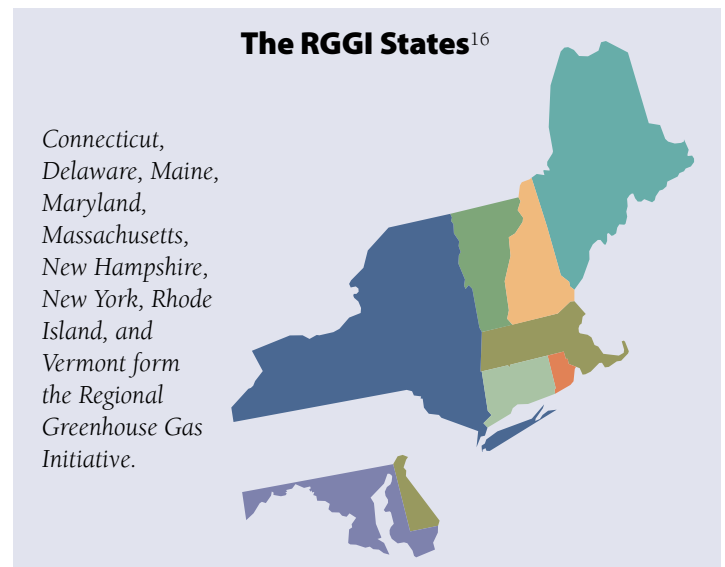 The RGGI States16
Connecticut,
Delaware, Maine,
Maryland,
Massachusetts,
New Hampshire,
New York, Rhode
Island, and
Vermont form
the Regional
Greenhouse Gas
Initiative.